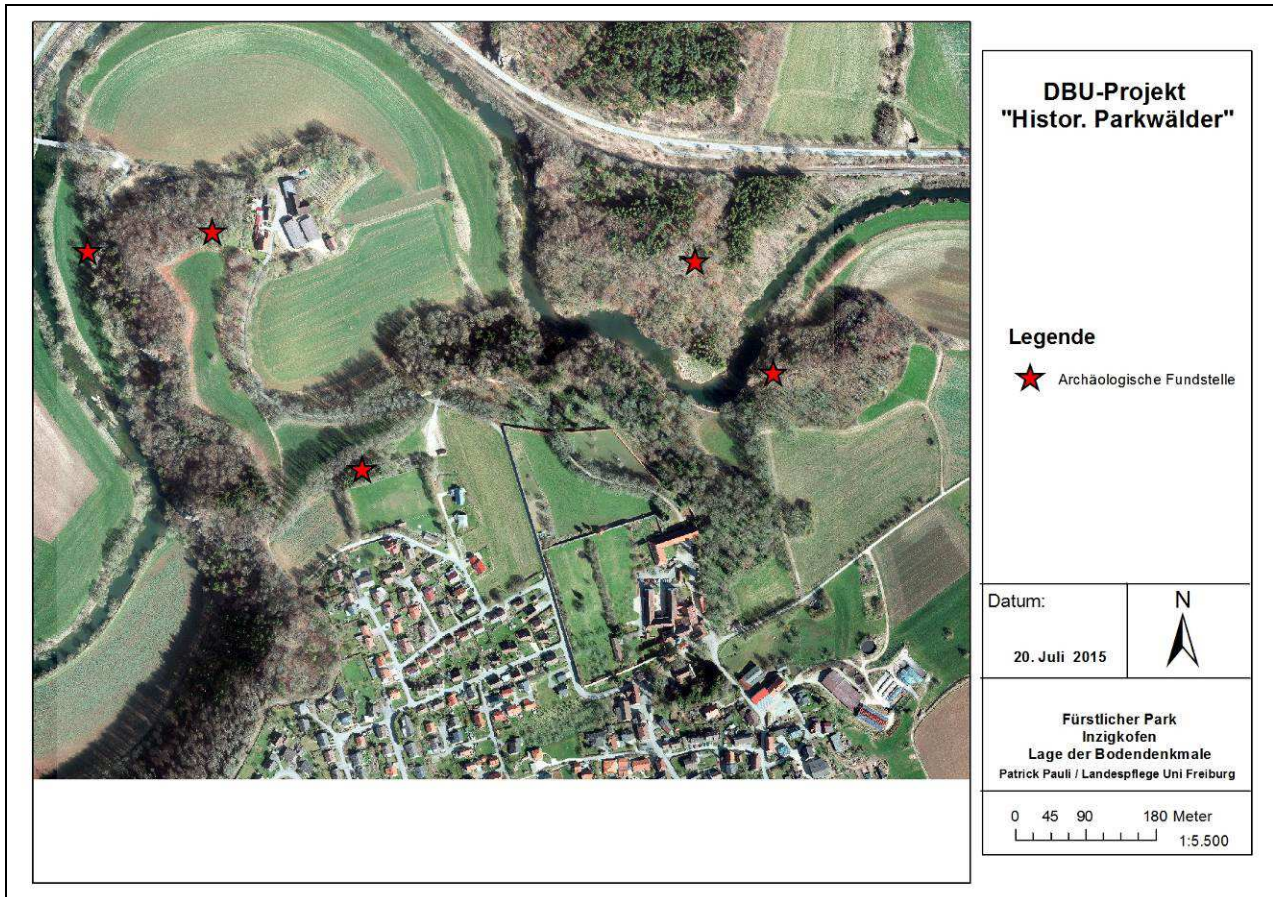 DBU-Projekt
"Histor. Parkwälder"
Legende
Archäologische Fundstelle
Datum:
20. Juli 2015
N
Fürstlicher Park
Inzigkofen
Lage der Bodendenkmale
Patrick Pauli / Landespflege Uni Freiburg
0 45 90 180 Meter
1:5.500